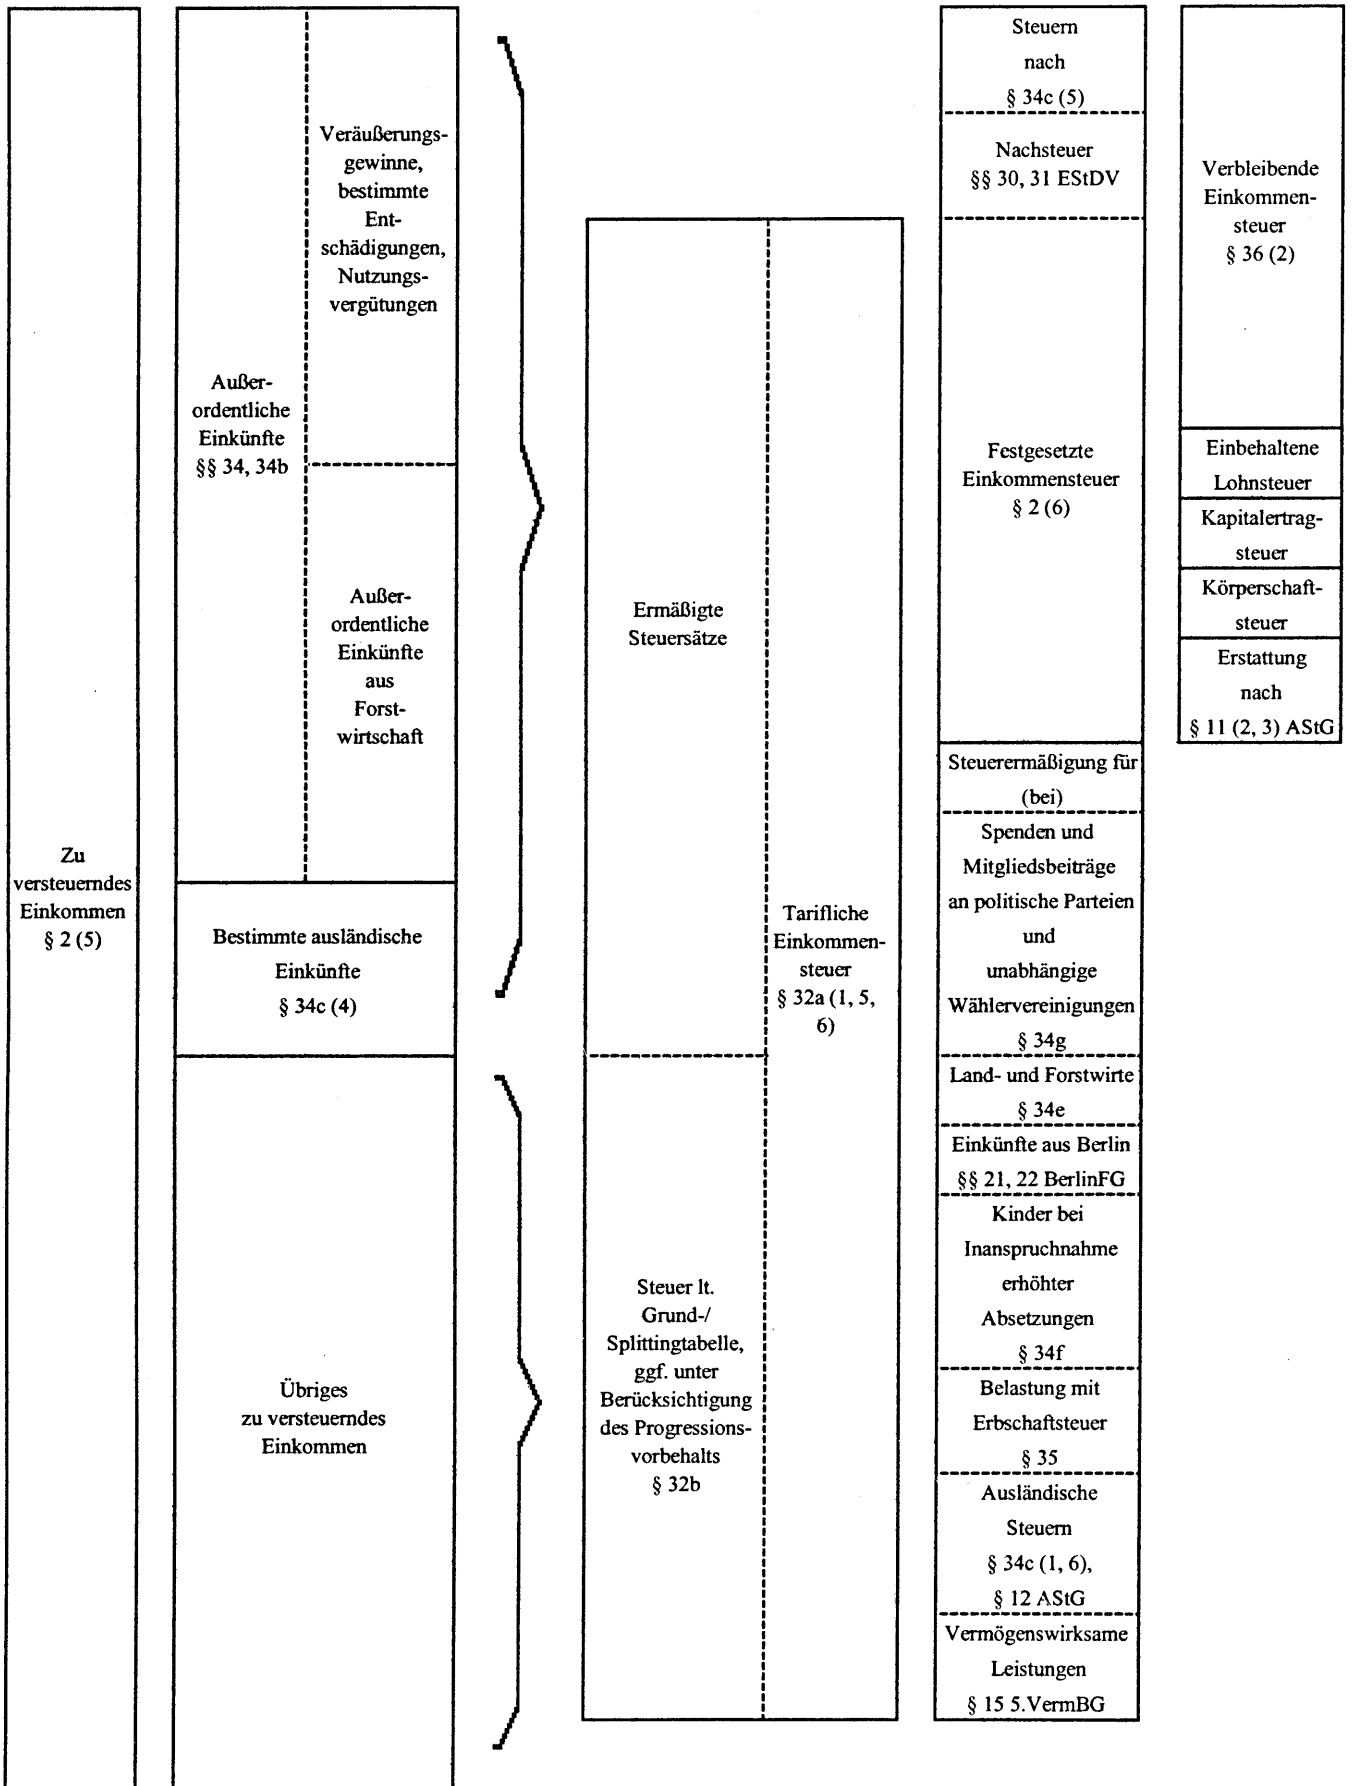 Zu
versteuerndes
Einkommen
§ 2 (5)
Außer-
ordentliche
Einkünfte
§§ 34, 34b
Veräußerungs-
gewinne,
bestimmte
Ent-
schädigungen,
Nutzungs-
vergütungen
Außer-
ordentliche
Einkünfte
aus
Forst-
wirtschaft
Bestimmte ausländische
Einkünfte
§ 34c (4)
Übriges
zu versteuerndes
Einkommen
Ermäßigte
Steuersätze
Steuer lt.
Grund-/
Splittingtabelle,
ggf. unter
Berücksichtigung
des Progressions-
vorbehalts
§ 32b
Tarifliche
Einkommen-
steuer
§ 32a (1, 5,
6)
Steuern
nach
§ 34c (5)
Nachsteuer
§§ 30, 31 EStDV
Festgesetzte
Einkommensteuer
§ 2 (6)
Steuerermäßigung für
(bei)
Spenden und
Mitgliedsbeiträge
an politische Parteien
und
unabhängige
Wählervereinigungen
§ 34g
Land- und Forstwirte
§ 34e
Einkünfte aus Berlin
§§ 21, 22 BerlinFG
Kinder bei
Inanspruchnahme
erhöhter
Absetzungen
§ 34f
Belastung mit
Erbschaftsteuer
§ 35
Ausländische
Steuern
§ 34c (1, 6),
§ 12 AStG
Vermögenswirksame
Leistungen
§ 15 5.VermBG
Verbleibende
Einkommen-
steuer
§ 36 (2)
Einbehaltene
Lohnsteuer
Kapitalertrag-
steuer
Körperschaft-
steuer
Erstattung
nach
§ 11 (2, 3) AStG